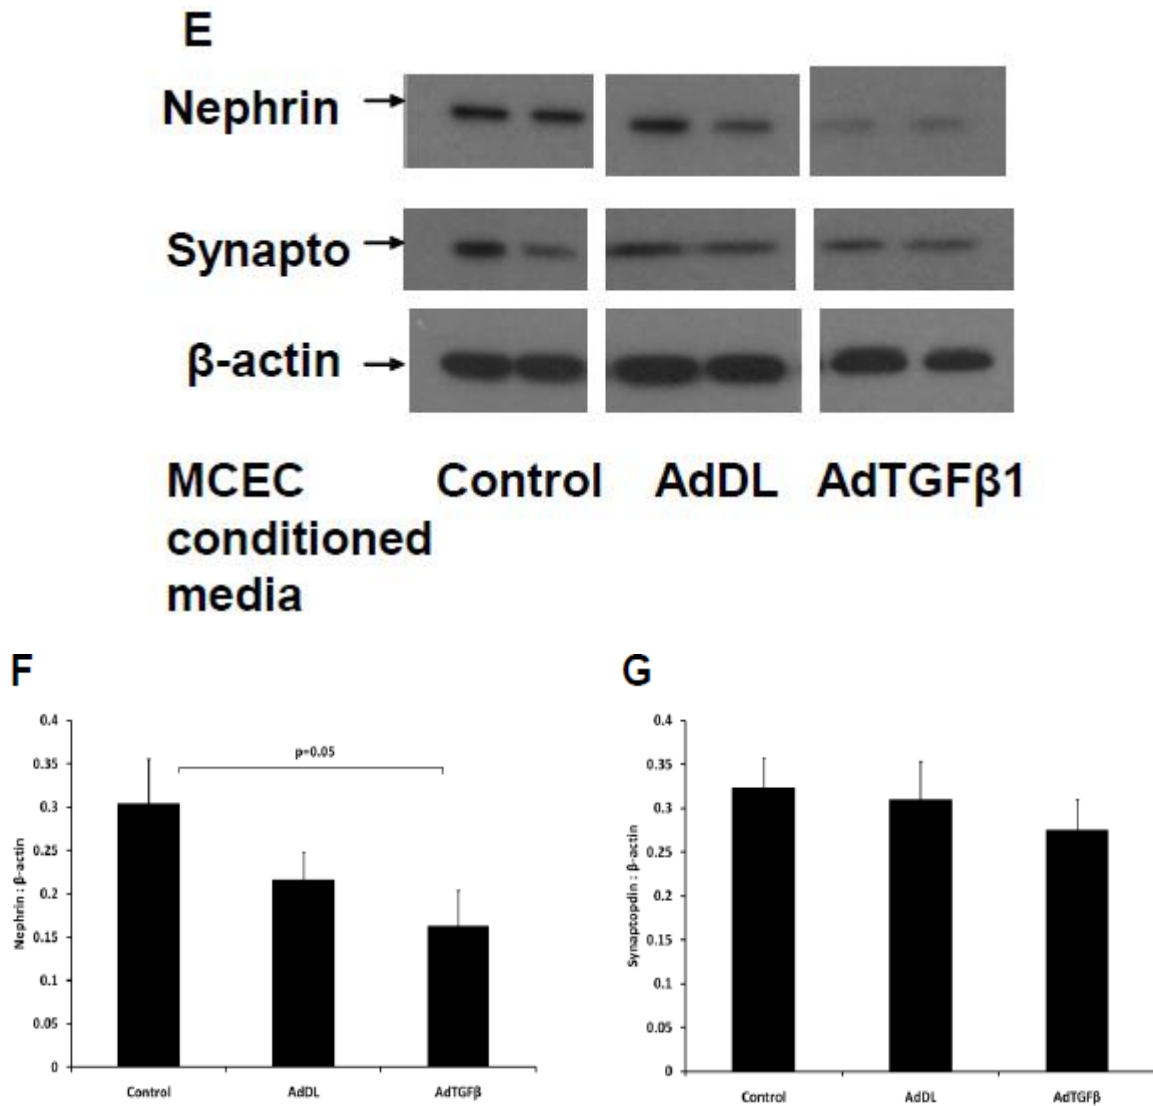 E
Nephrin
Synapto
β-actin
MCEC Control AdDL AdTGFβ1
conditioned
media
F
0.4
0.35
0.3
0.25
0.2
0.15
0.1
0.05
0
Nephrin : β-actin
p=0.05
Control AdDL AdTGFβ
G
0.4
0.35
0.3
0.25
0.2
0.15
0.1
0.05
0
Synaptopdin : β-actin
Control AdDL AdTGFβ